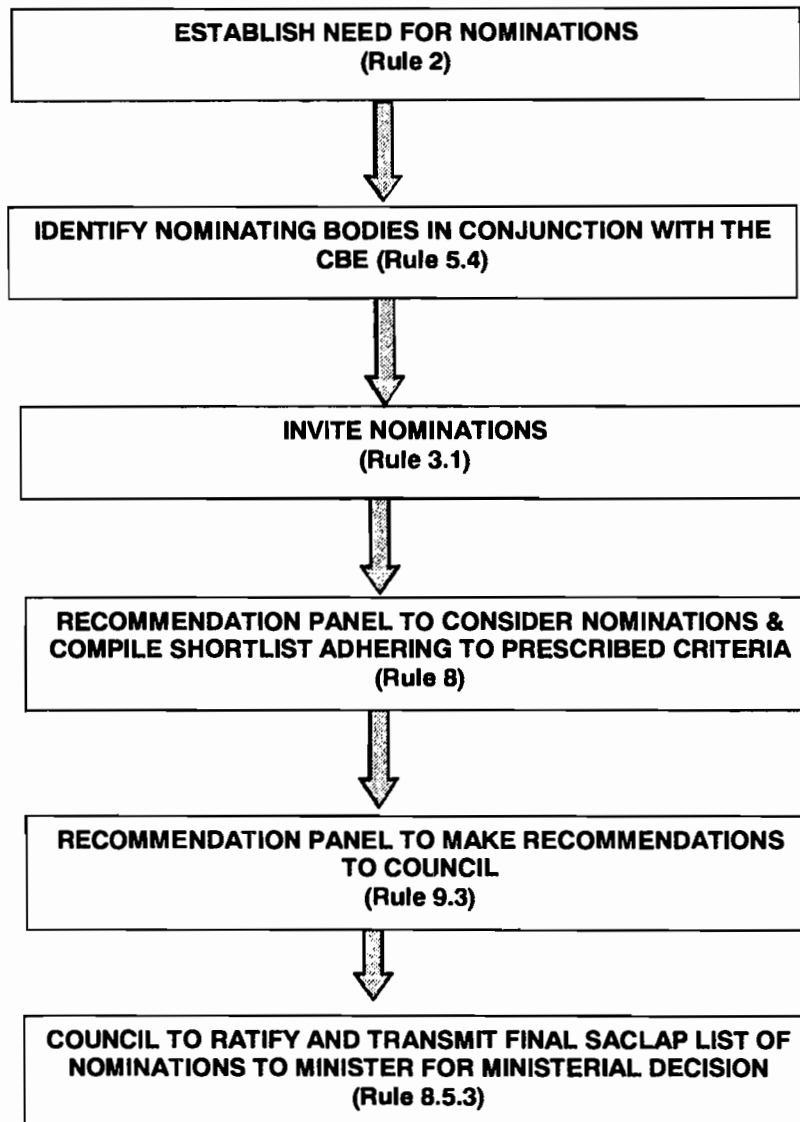 ESTABLISH NEED FOR NOMINATIONS
(Rule 2)
IDENTIFY NOMINATING BODIES IN CONJUNCTION WITH THE
CBE (Rule 5.4)
INVITE NOMINATIONS
(Rule 3.1)
RECOMMENDATION PANEL TO CONSIDER NOMINATIONS &
COMPILE SHORTLIST ADHERING TO PRESCRIBED CRITERIA
(Rule 8)
RECOMMENDATION PANEL TO MAKE RECOMMENDATIONS
TO COUNCIL
(Rule 9.3)
COUNCIL TO RATIFY AND TRANSMIT FINAL SACLAP LIST OF
NOMINATIONS TO MINISTER FOR MINISTERIAL DECISION
(Rule 8.5.3)